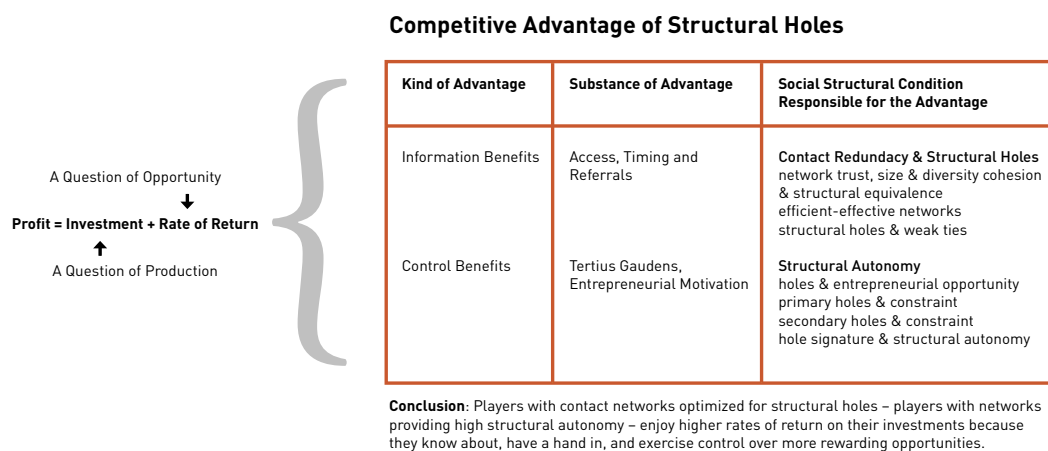 Competitive Advantage of Structural Holes
A Question of Opportunity
Profit = Investment + Rate of Return
A Question of Production
Kind of Advantage
Substance of Advantage
Social Structural Condition
Responsible for the Advantage
Information Benefits
Access, Timing and
Referrals
Contact Redundacy & Structural Holes
network trust, size & diversity cohesion
& structural equivalence
efficient-effective networks
structural holes & weak ties
Control Benefits
Tertius Gaudens,
Entrepreneurial Motivation
Structural Autonomy
holes & entrepreneurial opportunity
primary holes & constraint
secondary holes & constraint
hole signature & structural autonomy
Conclusion: Players with contact networks optimized for structural holes – players with networks
providing high structural autonomy – enjoy higher rates of return on their investments because
they know about, have a hand in, and exercise control over more rewarding opportunities.